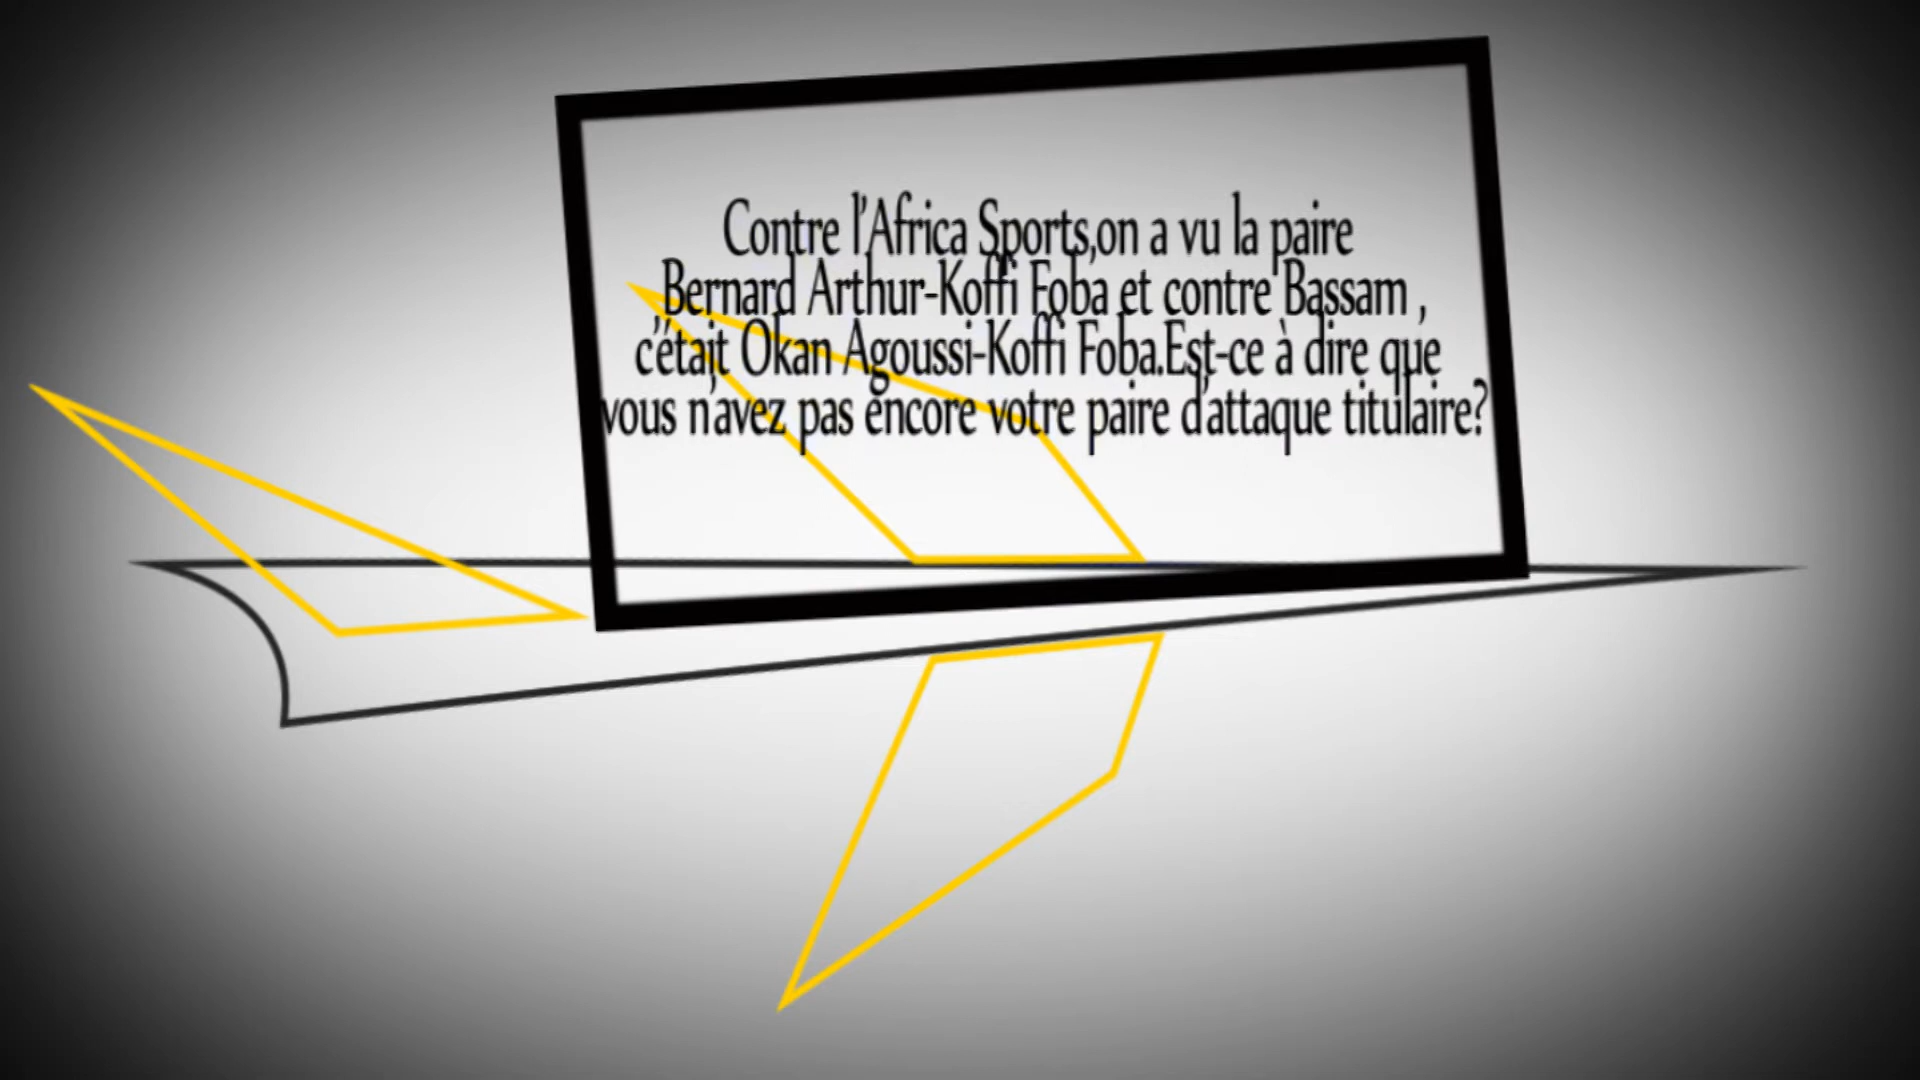 Contre l'Africa Sports,on a vu la paire
Bernard Arthur-Koffi Foba et contre Bassam ,
c'était Okan Agoussi-Koffi Foba.Est-ce à dire que
vous n'avez pas encore votre paire d'attaque titulaire?